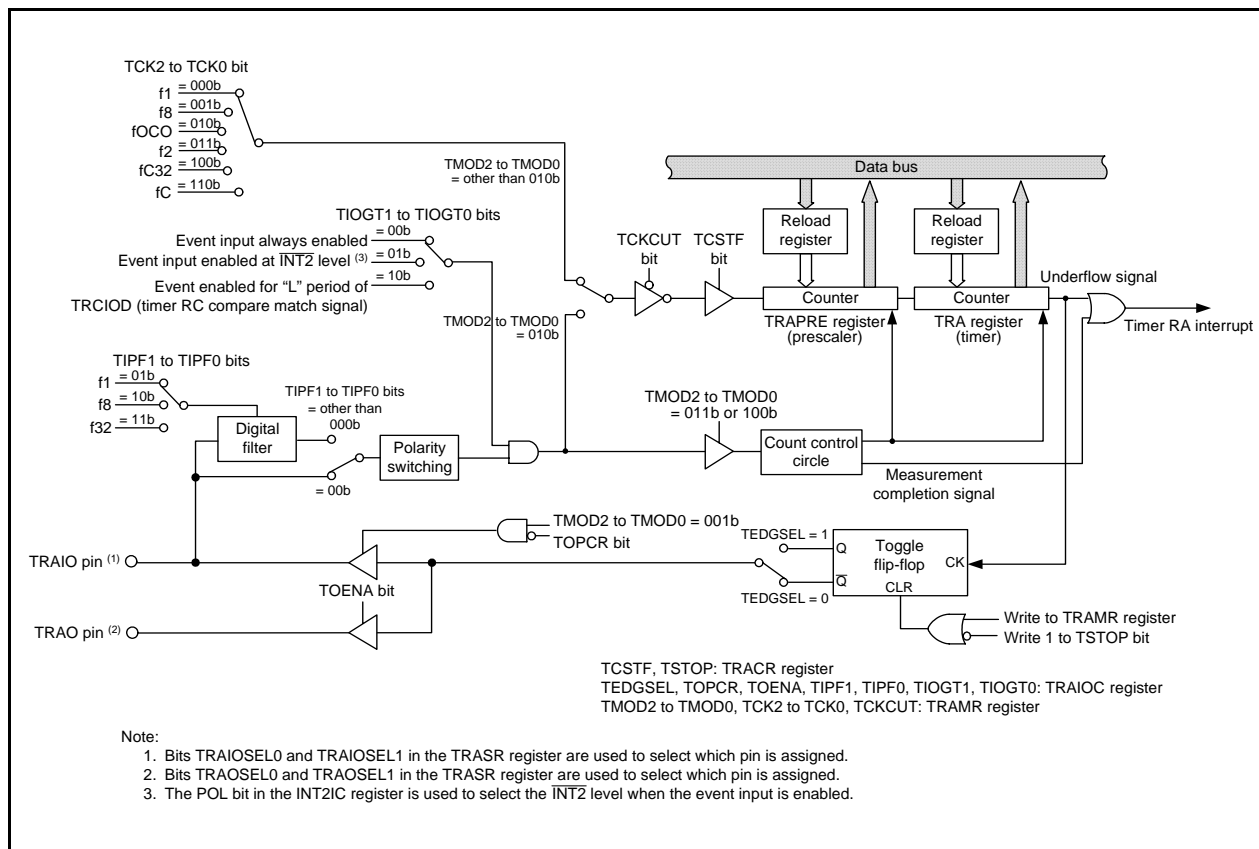 TCK2 to TCK0 bit
f1 = 000b
f8 = 001b
fOCO = 010b
f2 = 011b
fC32 = 100b
fC = 110b
TMOD2 to TMOD0
= other than 010b
TIOGT1 to TIOGT0 bits
Event input always enabled = 00b
Event input enabled at INT2 level (3) = 01b
Event enabled for “L” period of = 10b
TRCIOD (timer RC compare match signal)
TMOD2 to TMOD0
= 010b
TCKCUT
bit
TCSTF
bit
Data bus
Reload
register
Reload
register
Counter
Counter
TRAPRE register
(prescaler)
TRA register
(timer)
Underflow signal
Timer RA interrupt
TIPF1 to TIPF0 bits
f1 = 01b
f8 = 10b
f32 = 11b
Digital
filter
TIPF1 to TIPF0 bits
= other than
000b
= 00b
Polarity
switching
TMOD2 to TMOD0
= 011b or 100b
Count control
circle
Measurement
completion signal
TMOD2 to TMOD0 = 001b
TOPCR bit
TRAIO pin (1)
TOENA bit
TRAO pin (2)
TEDGSEL = 1
TEDGSEL = 0
Q
Q
Toggle
flip-flop
CK
CLR
Write to TRAMR register
Write 1 to TSTOP bit
TCSTF, TSTOP: TRACR register
TEDGSEL, TOPCR, TOENA, TIPF1, TIPF0, TIOGT1, TIOGT0: TRAIOC register
TMOD2 to TMOD0, TCK2 to TCK0, TCKCUT: TRAMR register
Note:
1. Bits TRAIOSEL0 and TRAIOSEL1 in the TRASR register are used to select which pin is assigned.
2. Bits TRAOSEL0 and TRAOSEL1 in the TRASR register are used to select which pin is assigned.
3. The POL bit in the INT2IC register is used to select the INT2 level when the event input is enabled.